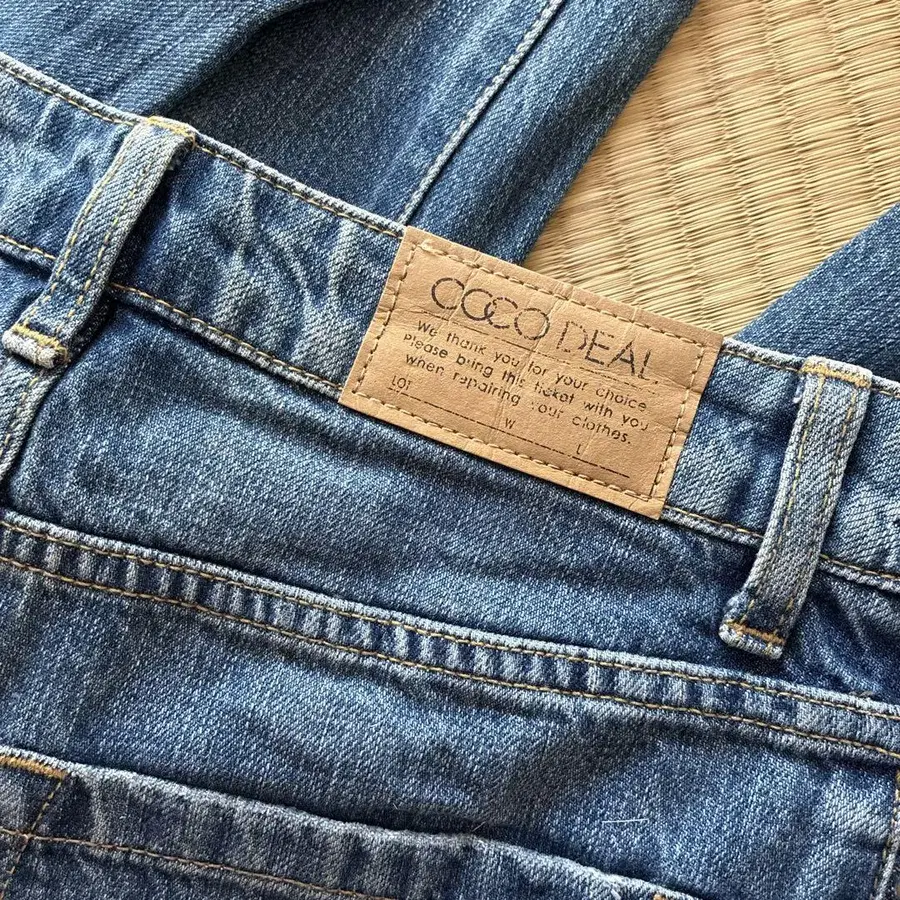 COCO DEAL
We thank you for your choice
Please bring this ticket with you
when repairing your clothes.
LOT W L